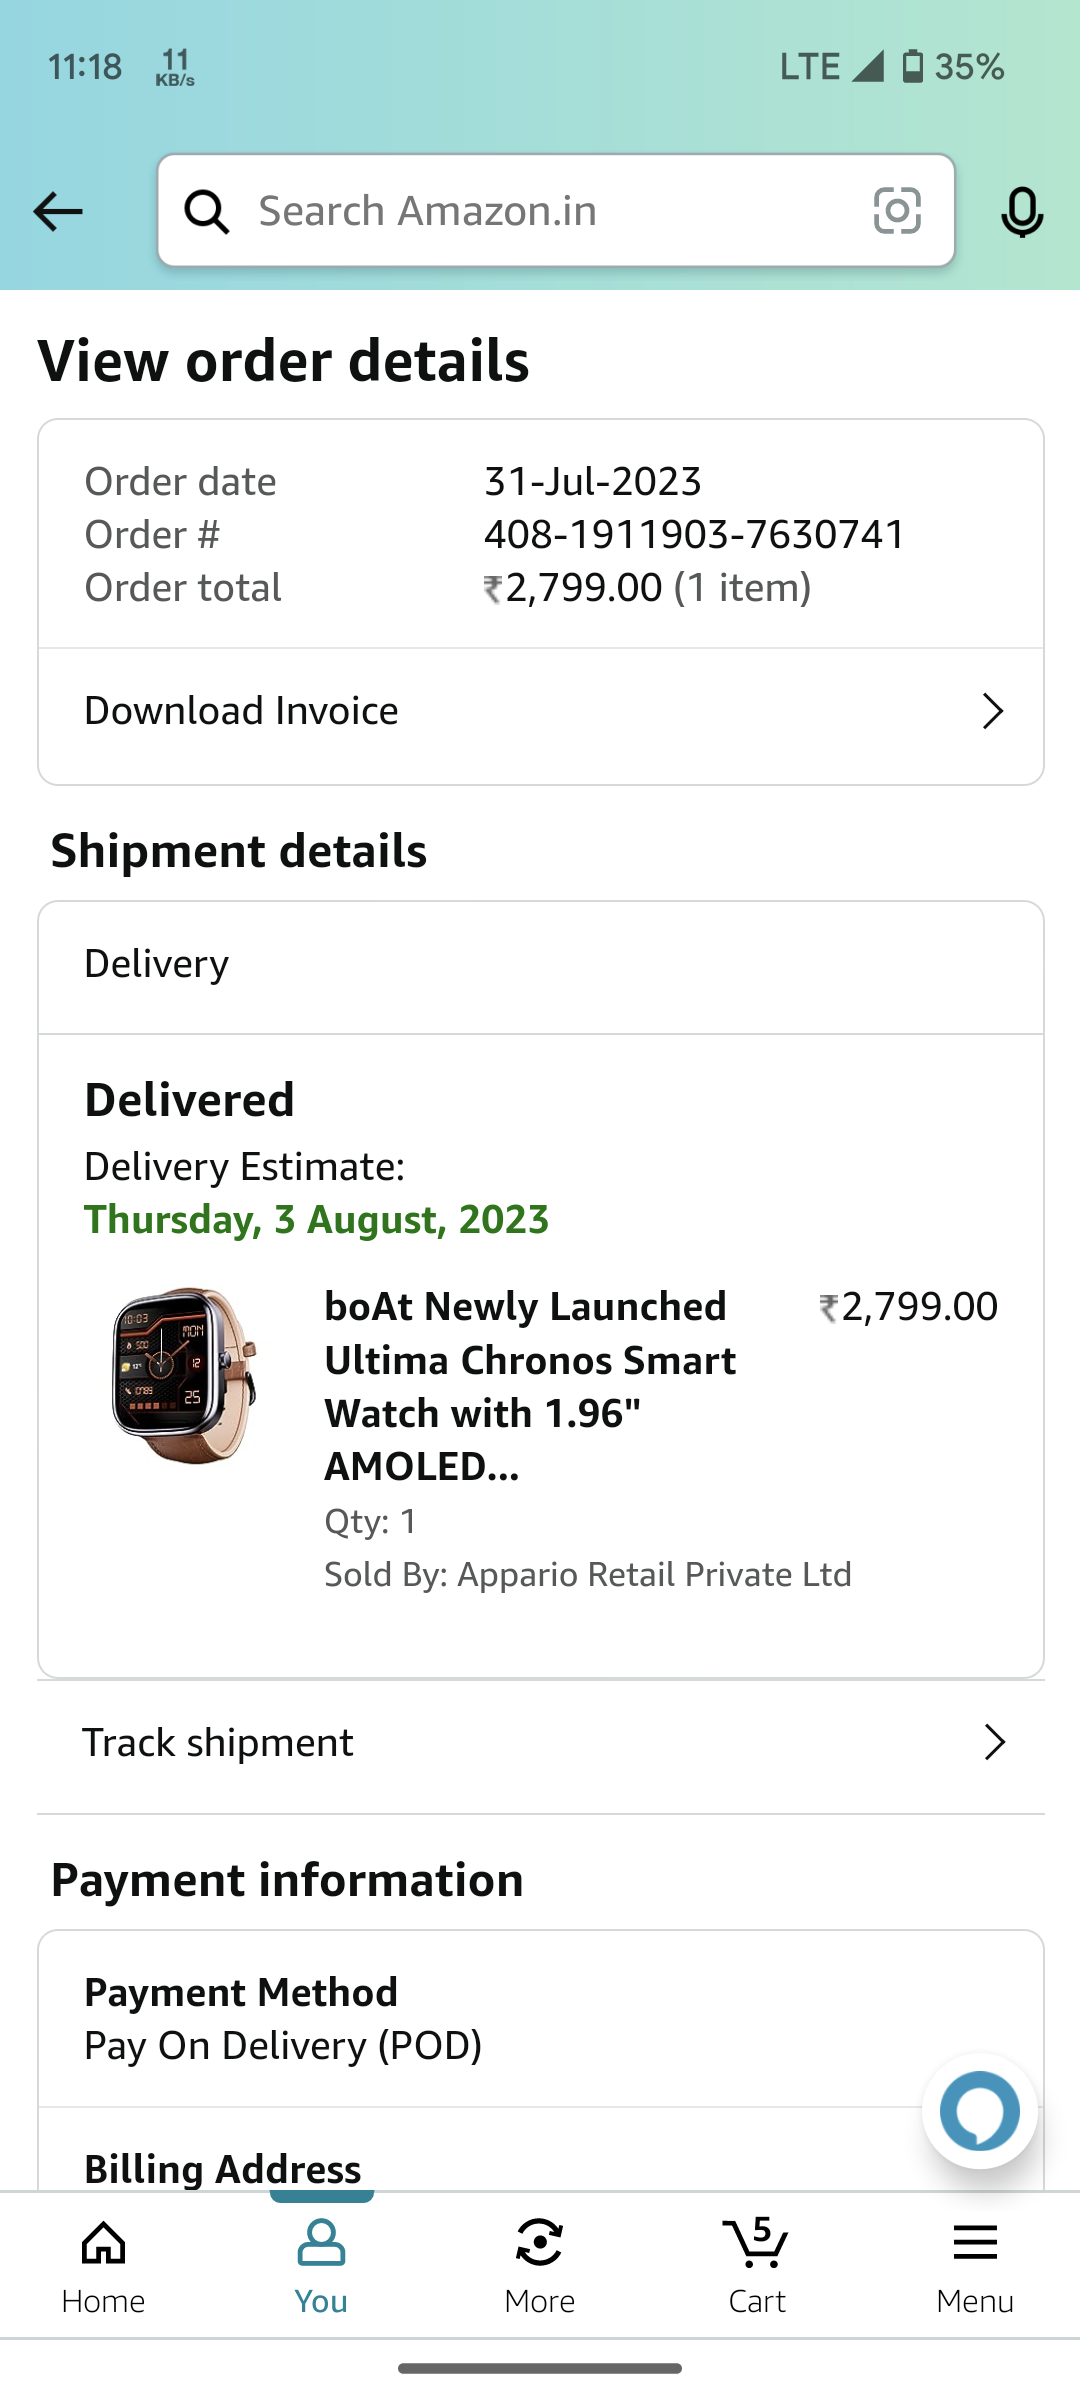 11:18 11 KB/s LTE 35%
Search Amazon.in
View order details
Order date 31-Jul-2023
Order # 408-1911903-7630741
Order total ₹2,799.00 (1 item)
Download Invoice
Shipment details
Delivery
Delivered
Delivery Estimate:
Thursday, 3 August, 2023
boAt Newly Launched ₹2,799.00
Ultima Chronos Smart
Watch with 1.96"
AMOLED...
Qty: 1
Sold By: Appario Retail Private Ltd
Track shipment
Payment information
Payment Method
Pay On Delivery (POD)
Billing Address
5
Home You More Cart Menu